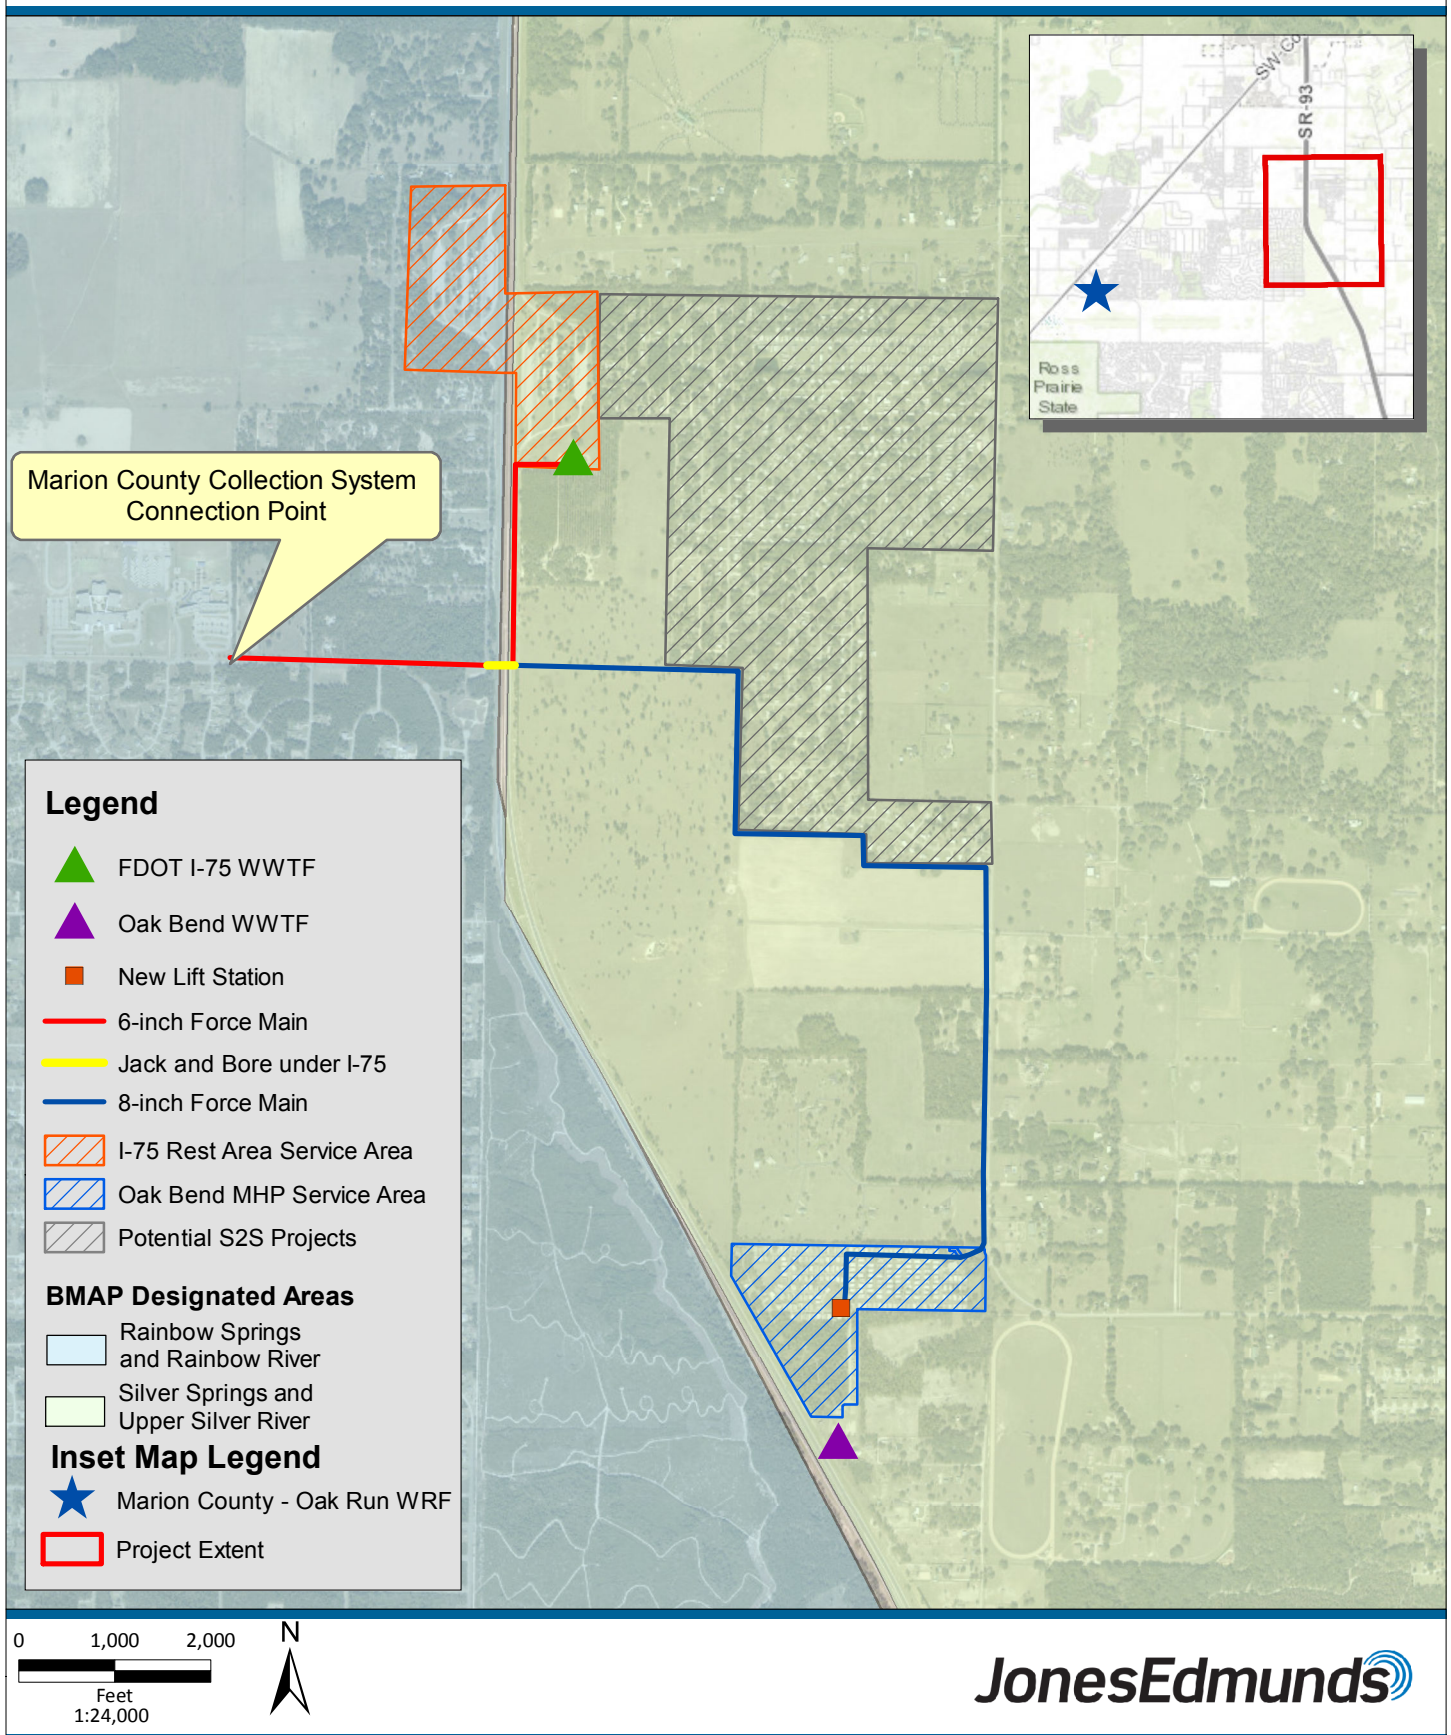 SW-Co
SR-93
Ross
Prairie
State
Marion County Collection System
Connection Point
Legend
FDOT I-75 WWTF
Oak Bend WWTF
New Lift Station
6-inch Force Main
Jack and Bore under I-75
8-inch Force Main
I-75 Rest Area Service Area
Oak Bend MHP Service Area
Potential S2S Projects
BMAP Designated Areas
Rainbow Springs
and Rainbow River
Silver Springs and
Upper Silver River
Inset Map Legend
Marion County - Oak Run WRF
Project Extent
0 1,000 2,000
Feet
1:24,000
N
JonesEdmunds